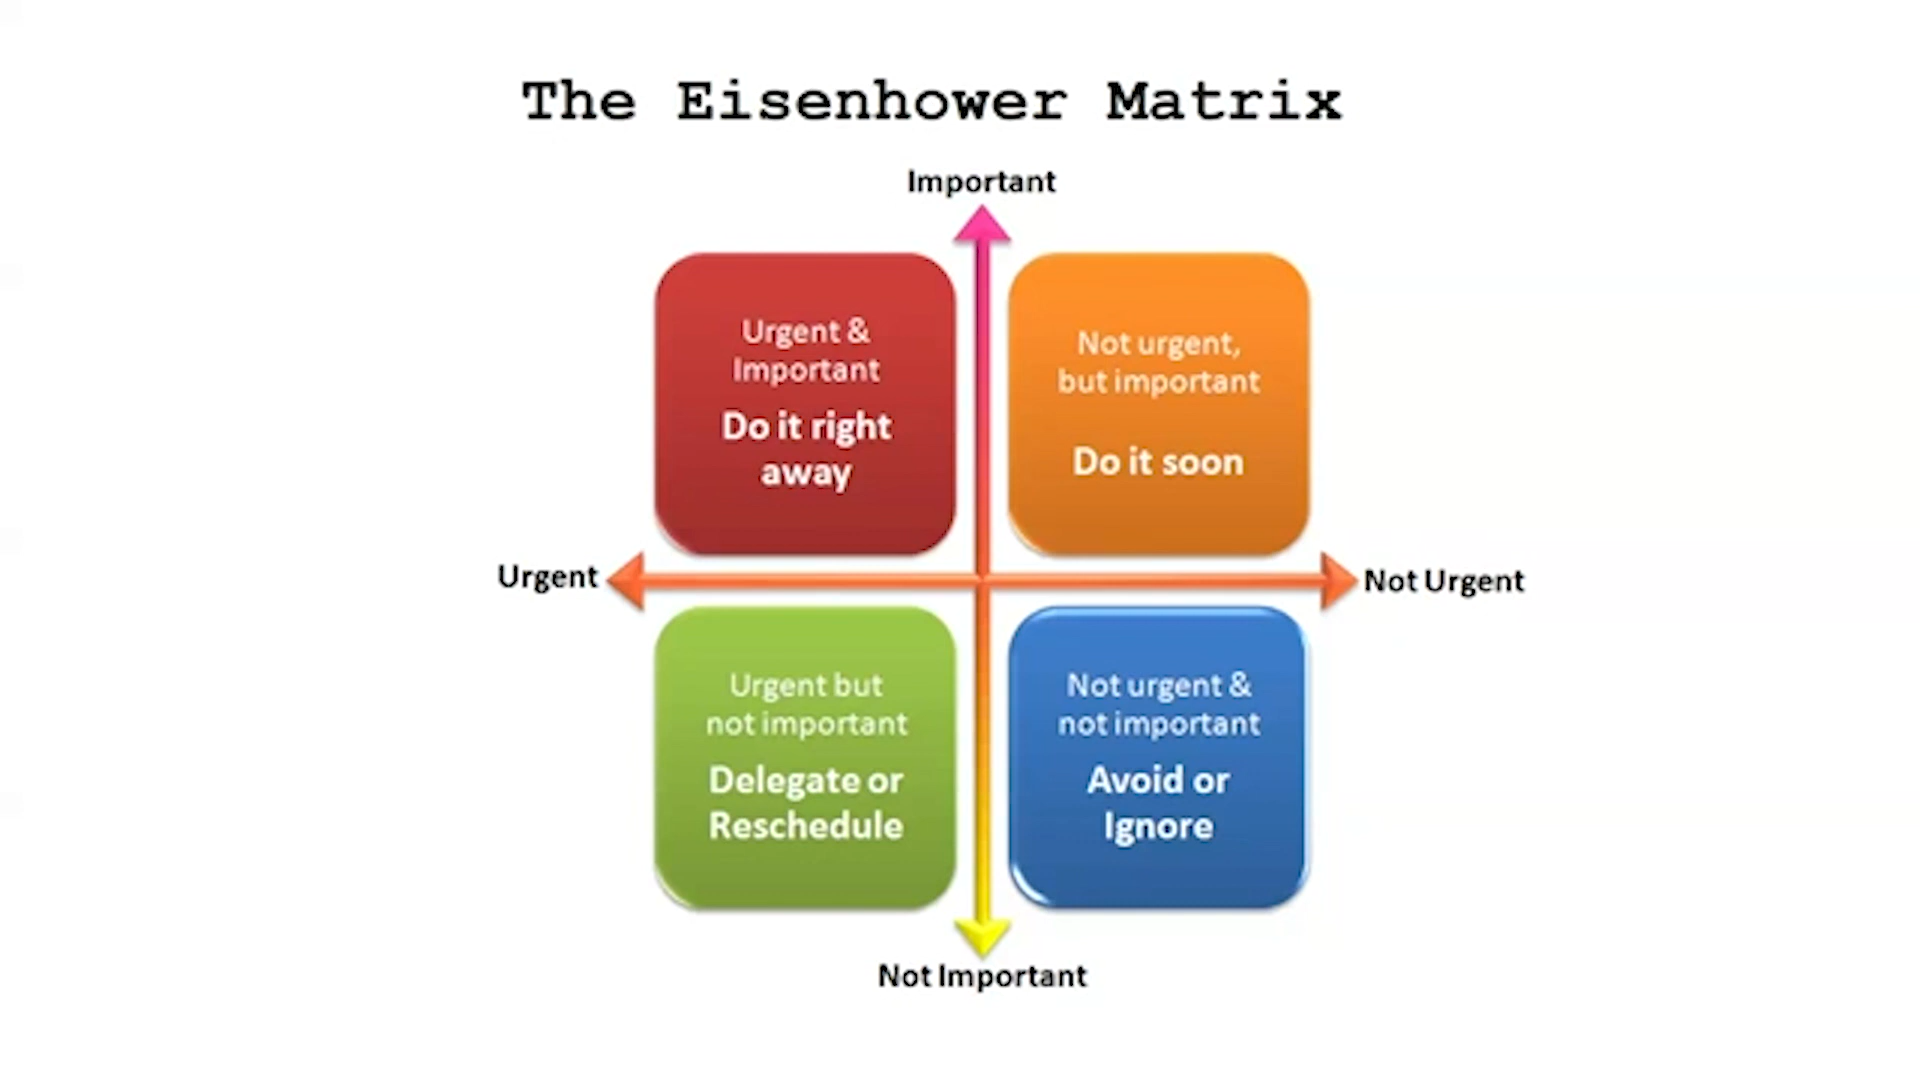 The Eisenhower Matrix
Important
Urgent &
Important
Do it right
away
Not urgent,
but important
Do it soon
Urgent
Not Urgent
Urgent but
not important
Delegate or
Reschedule
Not urgent &
not important
Avoid or
Ignore
Not Important